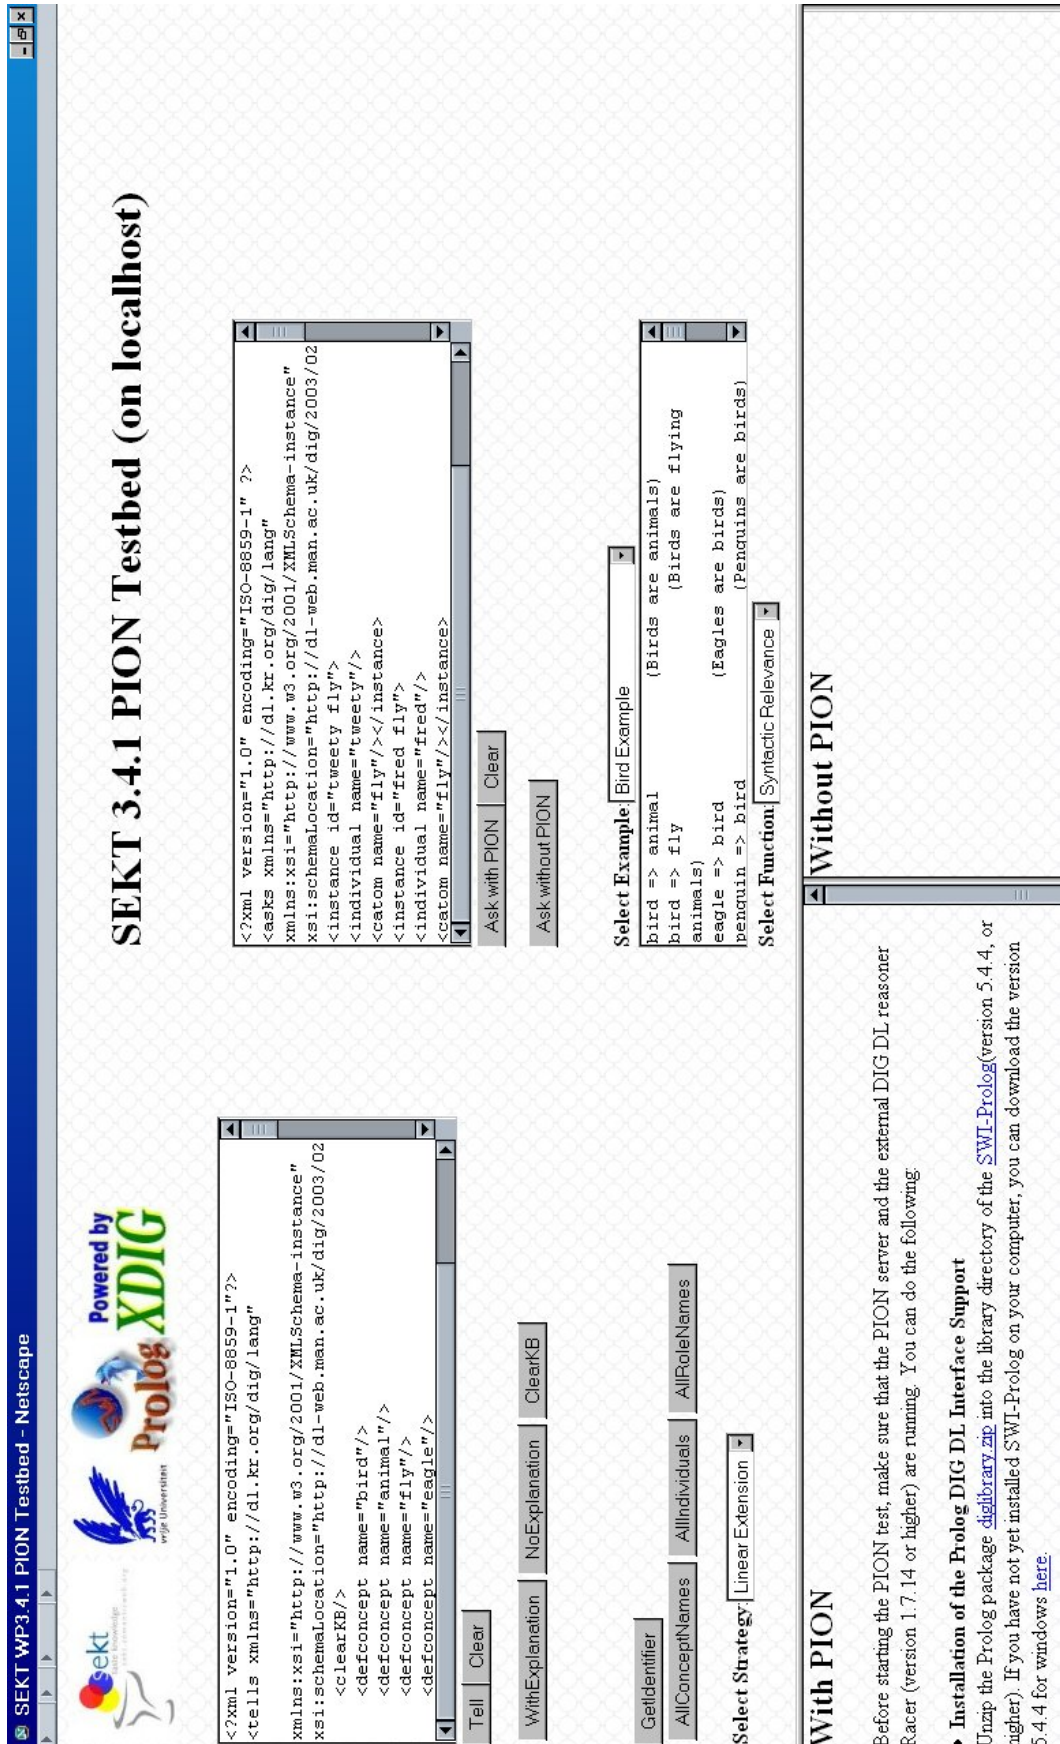 SEKT WP3.4.1 PION Testbed - Netscape
sekt
vrije Universiteit
Prolog
Powered by
XDIG
SEKT 3.4.1 PION Testbed (on localhost)
<?xml version="1.0" encoding="ISO-8859-1"?>
<tells xmlns="http://dl.kr.org/dig/lang"
xmlns:xsi="http://www.w3.org/2001/XMLSchema-instance"
xsi:schemaLocation="http://dl-web.man.ac.uk/dig/2003/02
<clearKB/>
<defconcept name="bird"/>
<defconcept name="animal"/>
<defconcept name="fly"/>
<defconcept name="eagle"/>
Tell Clear
WithExplanation NoExplanation ClearKB
GetIdentifier
AllConceptNames AllIndividuals AllRoleNames
Select Strategy: Linear Extension
<?xml version="1.0" encoding="ISO-8859-1" ?>
<asks xmlns="http://dl.kr.org/dig/lang"
xmlns:xsi="http://www.w3.org/2001/XMLSchema-instance"
xsi:schemaLocation="http://dl-web.man.ac.uk/dig/2003/02
<instance id="tweety fly">
<individual name="tweety"/>
<catom name="fly"/></instance>
<instance id="fred fly">
<individual name="fred"/>
<catom name="fly"/></instance>
Ask with PION Clear
Ask without PION
Select Example: Bird Example
bird => animal (Birds are animals)
bird => fly (Birds are flying
animals)
eagle => bird (Eagles are birds)
penquin => bird (Penquins are birds)
Select Function: Syntactic Relevance
With PION
Before starting the PION test, make sure that the PION server and the external DIG DL reasoner
Racer (version 1.7.14 or higher) are running. You can do the following:
Installation of the Prolog DIG DL Interface Support
Unzip the Prolog package diglibrary.zip into the library directory of the SWI-Prolog(version 5.4.4, or
higher). If you have not yet installed SWI-Prolog on your computer, you can download the version
5.4.4 for windows here.
Without PION